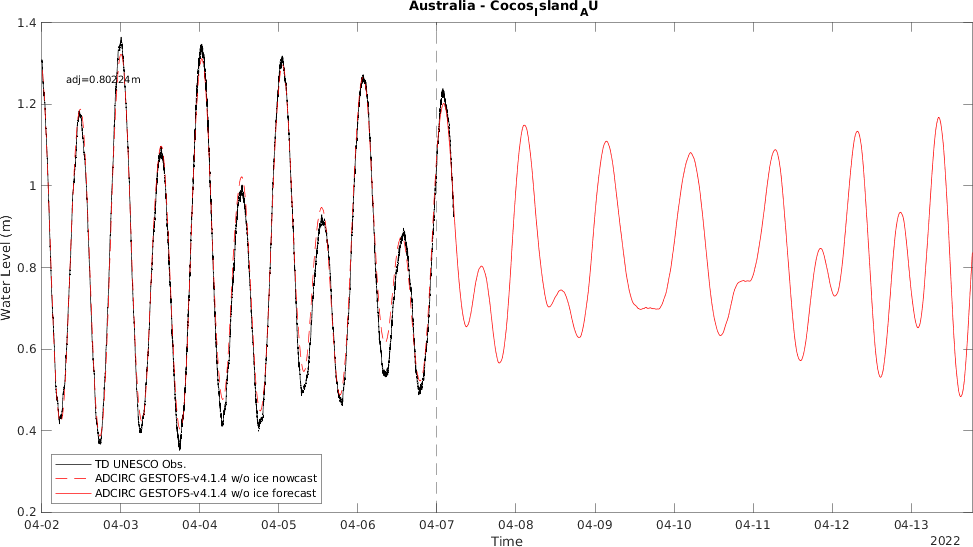 Australia - CocosIslandAU
1.4
1.2
1
0.8
0.6
0.4
0.2
Water Level (m)
adj=0.80224m
TD UNESCO Obs.
ADCIRC GESTOFS-v4.1.4 w/o ice nowcast
ADCIRC GESTOFS-v4.1.4 w/o ice forecast
04-02 04-03 04-04 04-05 04-06 04-07 04-08 04-09 04-10 04-11 04-12 04-13
Time
2022